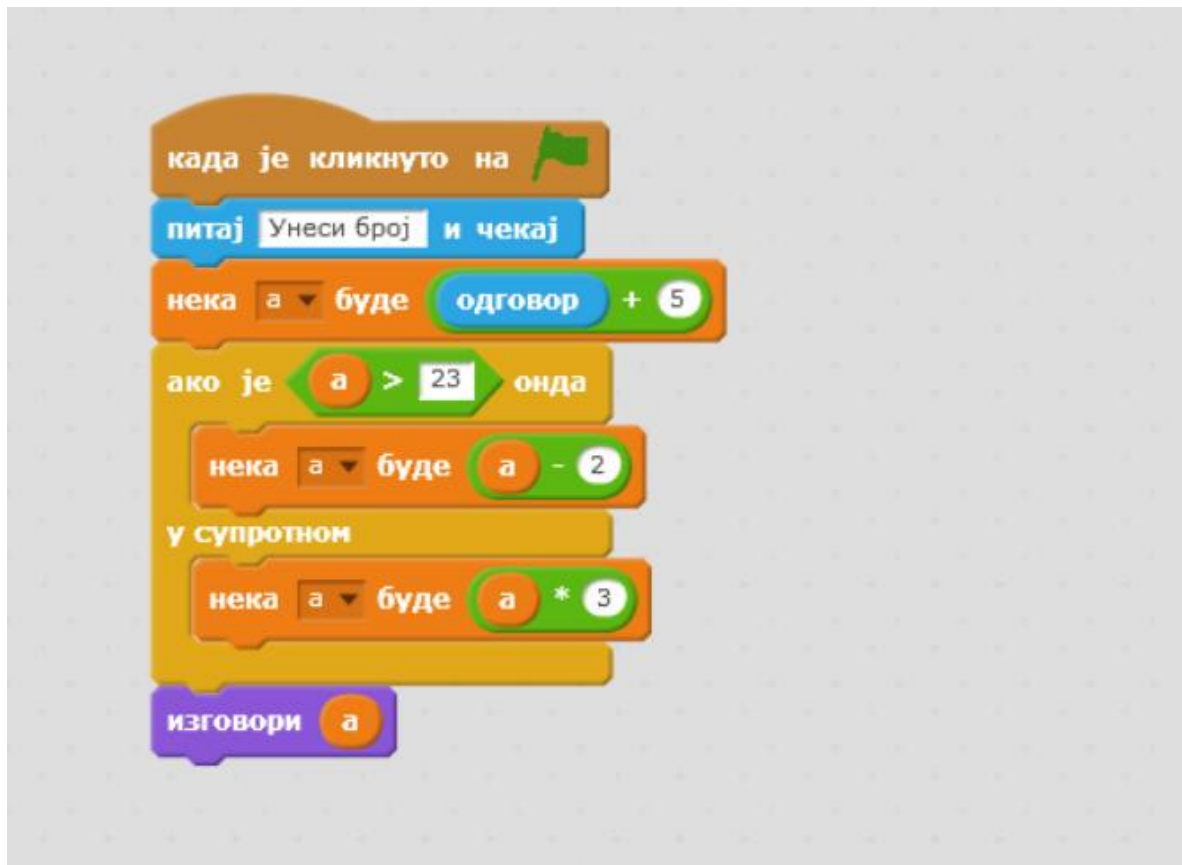 када је кликнуто на
питај Унеси број и чекај
нека a буде одговор + 5
ако је a > 23 онда
нека a буде a - 2
у супротном
нека a буде a * 3
изговори a